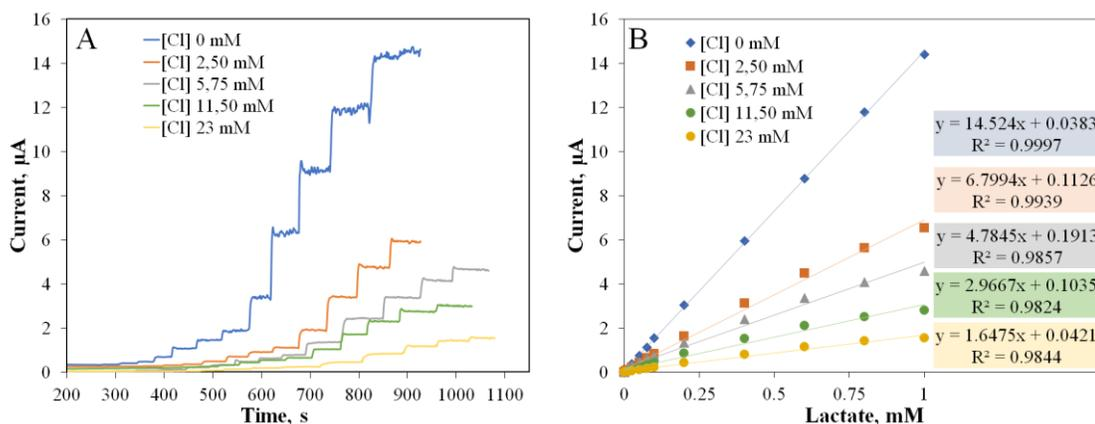 A
[Cl] 0 mM
[Cl] 2,50 mM
[Cl] 5,75 mM
[Cl] 11,50 mM
[Cl] 23 mM
Current, µA
16
14
12
10
8
6
4
2
0
200 300 400 500 600 700 800 900 1000 1100
Time, s
B
[Cl] 0 mM
[Cl] 2,50 mM
[Cl] 5,75 mM
[Cl] 11,50 mM
[Cl] 23 mM
Current, µA
16
14
12
10
8
6
4
2
0
0 0.25 0.5 0.75 1
Lactate, mM
y = 14.524x + 0.0383
R² = 0.9997
y = 6.7994x + 0.1126
R² = 0.9939
y = 4.7845x + 0.1913
R² = 0.9857
y = 2.9667x + 0.1035
R² = 0.9824
y = 1.6475x + 0.0421
R² = 0.9844